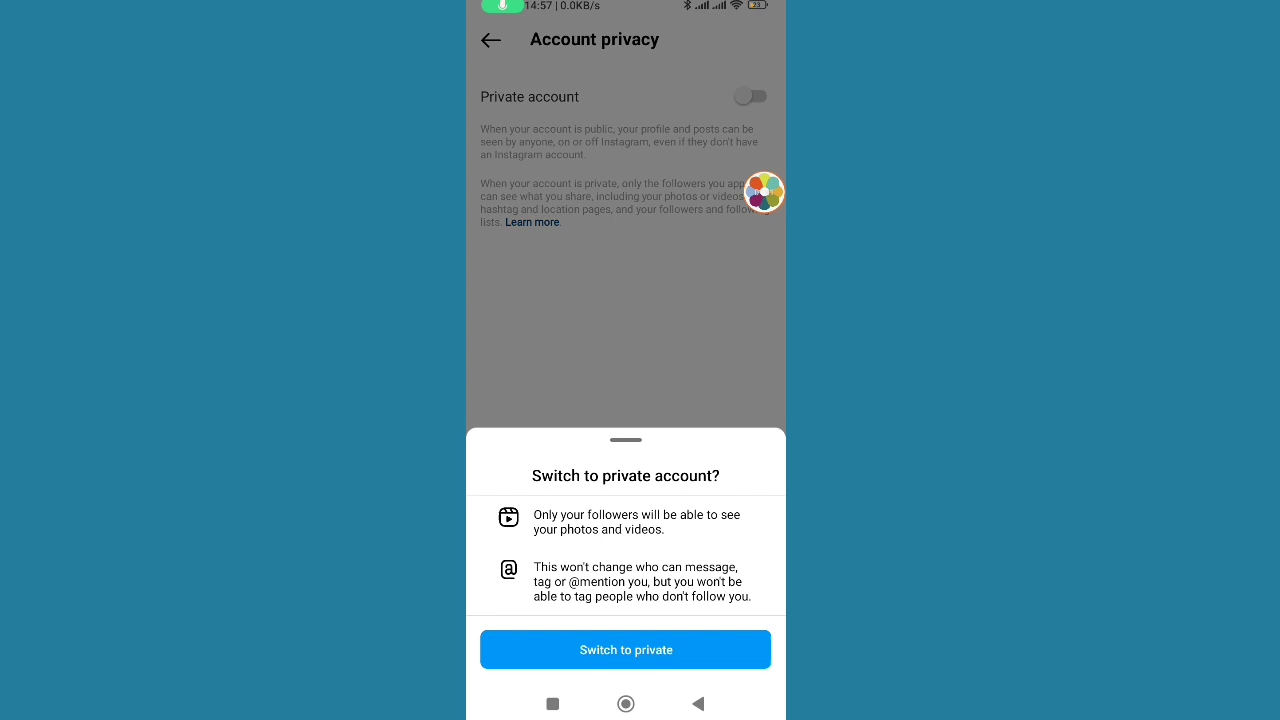 14:57 | 0.0KB/s 23
Account privacy
Private account
When your account is public, your profile and posts can be
seen by anyone, on or off Instagram, even if they don't have
an Instagram account.
When your account is private, only the followers you app
can see what you share, including your photos or videos
hashtag and location pages, and your followers and
lists. Learn more.
Switch to private account?
Only your followers will be able to see
your photos and videos.
This won't change who can message,
tag or @mention you, but you won't be
able to tag people who don't follow you.
Switch to private